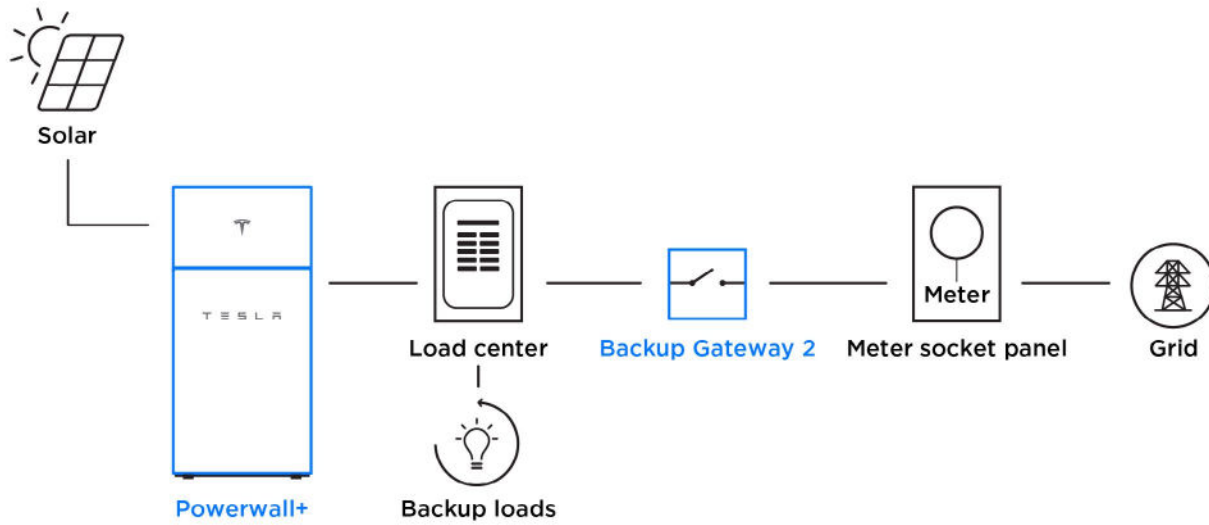 Solar
TESLA
Meter
Load center
Backup Gateway 2
Meter socket panel
Grid
Powerwall+
Backup loads